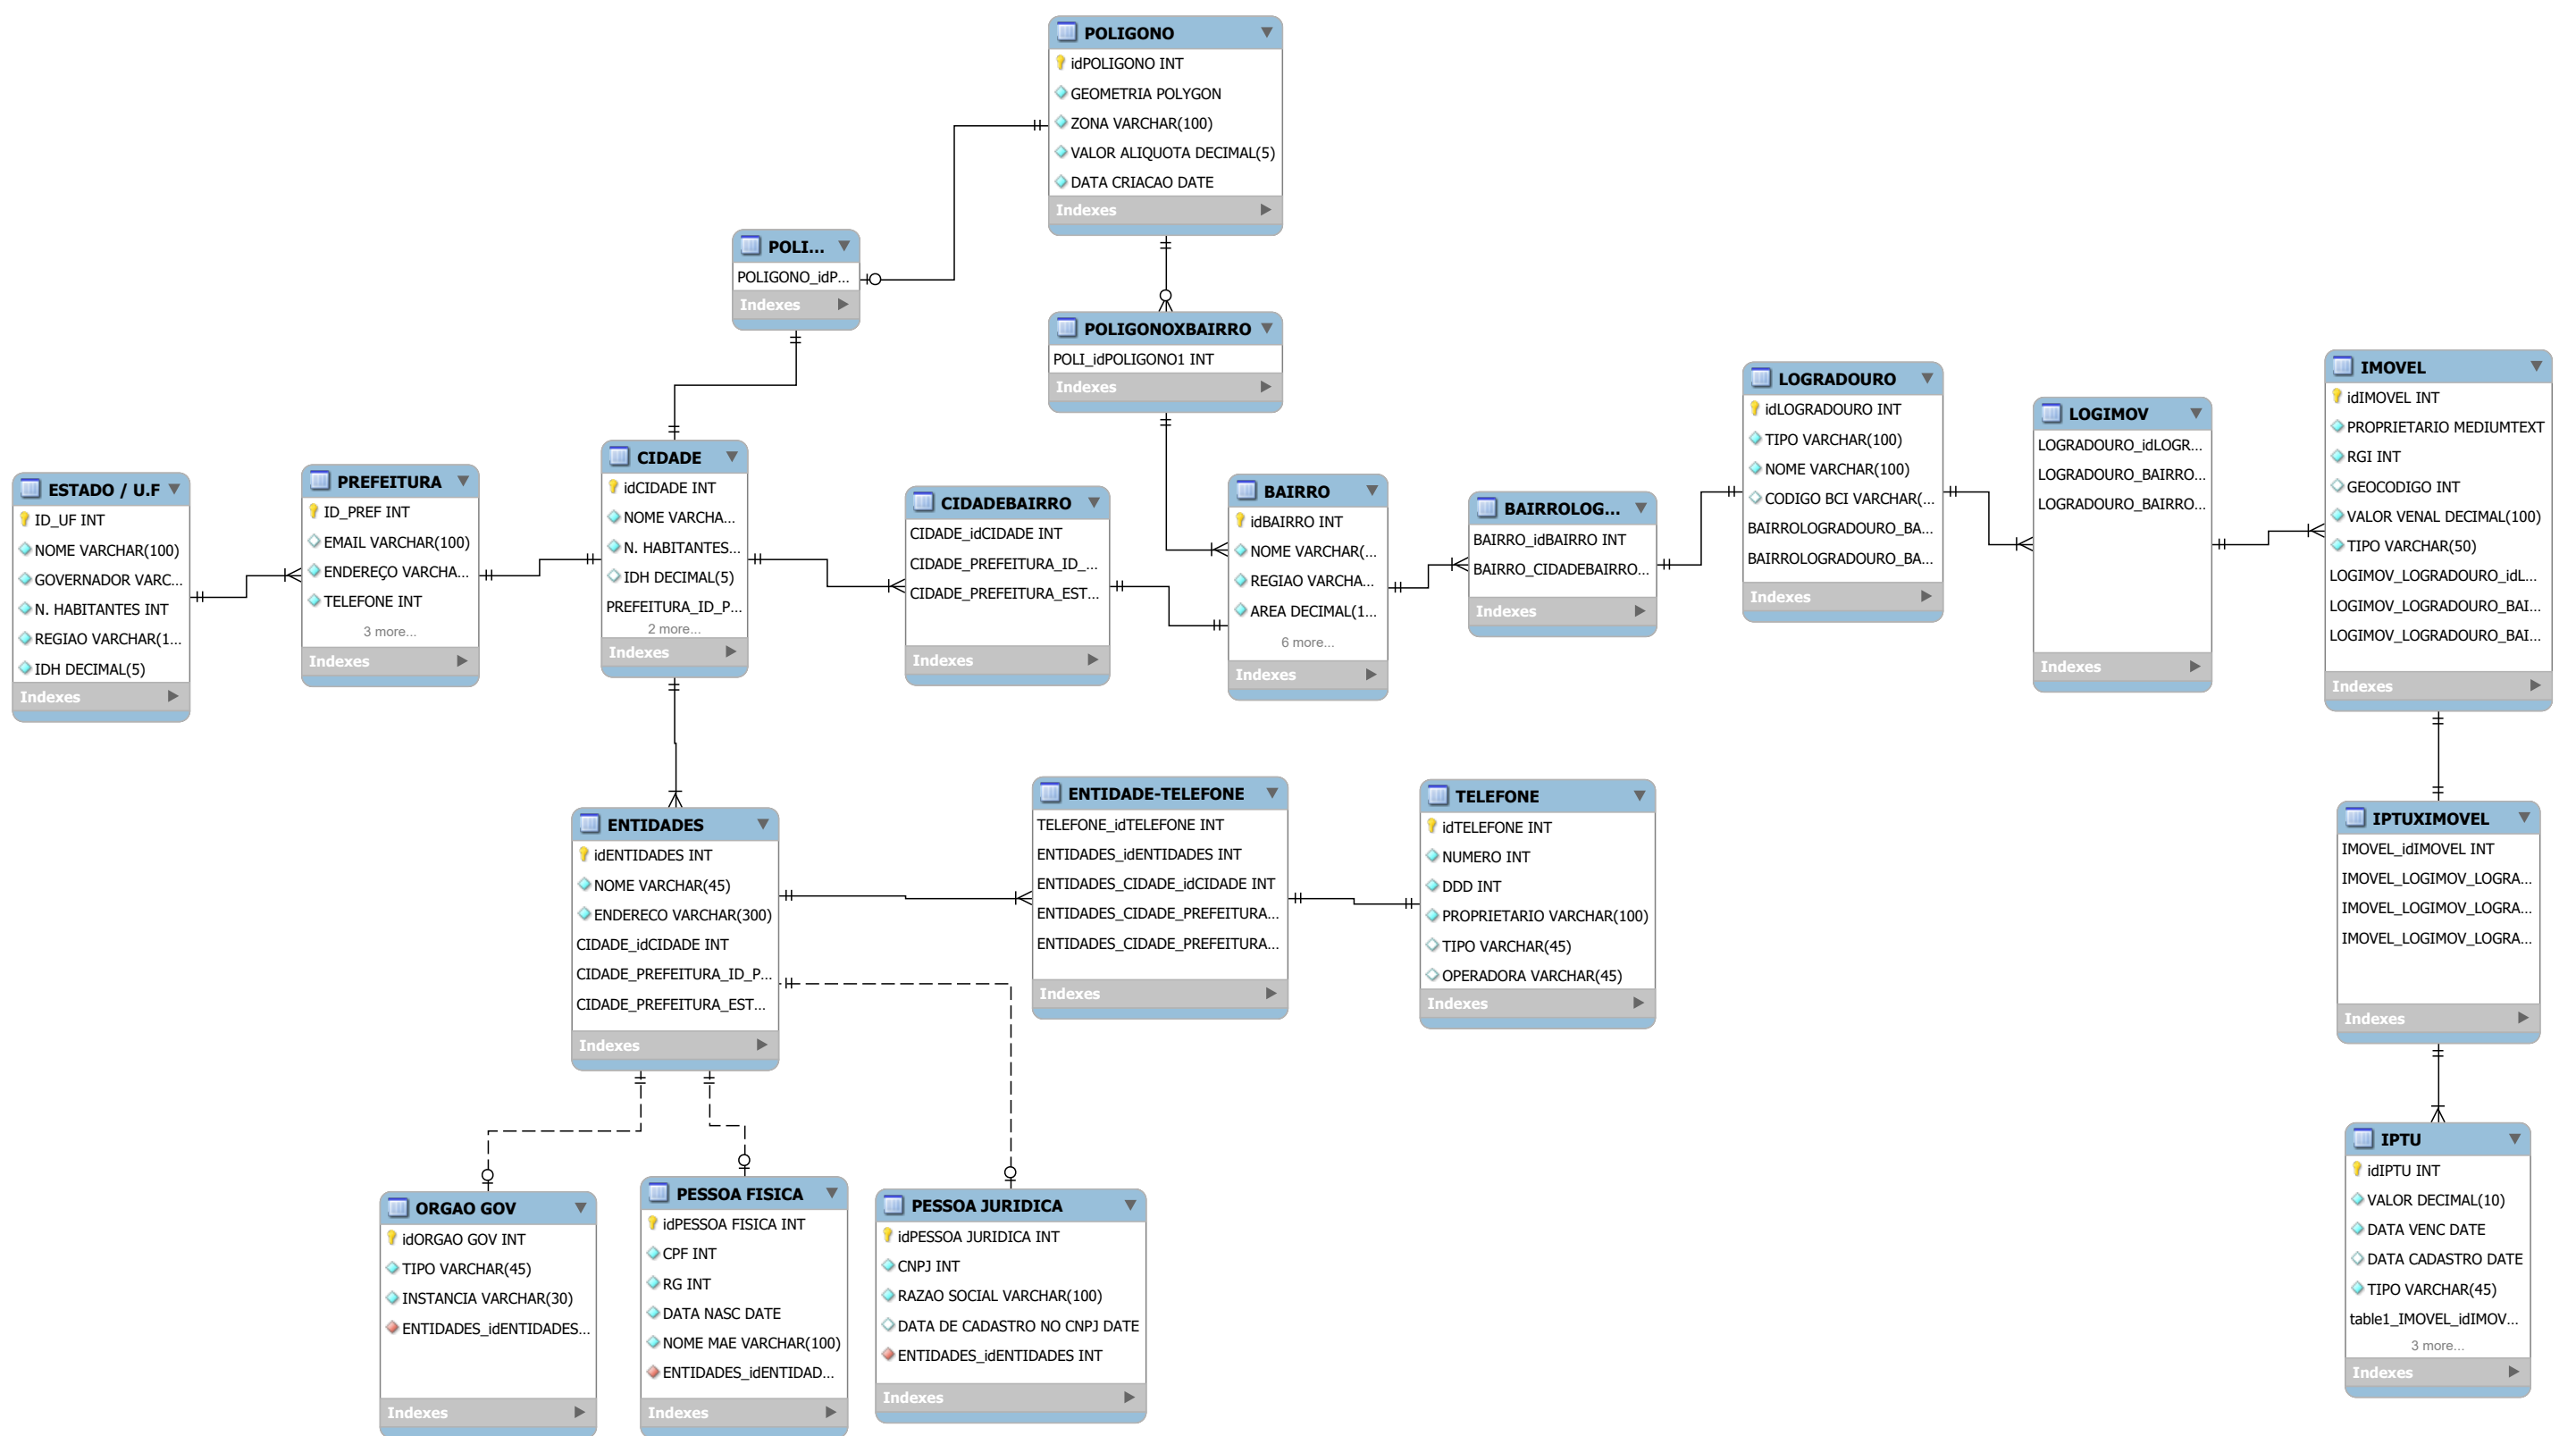 POLIGONO
idPOLIGONO INT
GEOMETRIA POLYGON
ZONA VARCHAR(100)
VALOR ALIQUOTA DECIMAL(5)
DATA CRIACAO DATE
Indexes
POLI...
POLIGONO_idP...
Indexes
POLIGONOXBAIRRO
POLI_idPOLIGONO1 INT
Indexes
ESTADO / U.F
ID_UF INT
NOME VARCHAR(100)
GOVERNADOR VARC...
N. HABITANTES INT
REGIAO VARCHAR(1...
IDH DECIMAL(5)
Indexes
PREFEITURA
ID_PREF INT
EMAIL VARCHAR(100)
ENDEREÇO VARCHA...
TELEFONE INT
3 more...
Indexes
CIDADE
idCIDADE INT
NOME VARCHA...
N. HABITANTES...
IDH DECIMAL(5)
PREFEITURA_ID_P...
2 more...
Indexes
CIDADEBAIRRO
CIDADE_idCIDADE INT
CIDADE_PREFEITURA_ID_...
CIDADE_PREFEITURA_EST...
Indexes
BAIRRO
idBAIRRO INT
NOME VARCHAR(...
REGIAO VARCHA...
AREA DECIMAL(1...
6 more...
Indexes
BAIRROLOG...
BAIRRO_idBAIRRO INT
BAIRRO_CIDADEBAIRRO...
Indexes
LOGRADOURO
idLOGRADOURO INT
TIPO VARCHAR(100)
NOME VARCHAR(100)
CODIGO BCI VARCHAR(...
BAIRROLOGRADOURO_BA...
BAIRROLOGRADOURO_BA...
Indexes
LOGIMOV
LOGRADOURO_idLOGR...
LOGRADOURO_BAIRRO...
LOGRADOURO_BAIRRO...
Indexes
IMOVEL
idIMOVEL INT
PROPRIETARIO MEDIUMTEXT
RGI INT
GEOCODIGO INT
VALOR VENAL DECIMAL(100)
TIPO VARCHAR(50)
LOGIMOV_LOGRADOURO_idL...
LOGIMOV_LOGRADOURO_BAI...
LOGIMOV_LOGRADOURO_BAI...
Indexes
ENTIDADES
idENTIDADES INT
NOME VARCHAR(45)
ENDERECO VARCHAR(300)
CIDADE_idCIDADE INT
CIDADE_PREFEITURA_ID_P...
CIDADE_PREFEITURA_EST...
Indexes
ENTIDADE-TELEFONE
TELEFONE_idTELEFONE INT
ENTIDADES_idENTIDADES INT
ENTIDADES_CIDADE_idCIDADE INT
ENTIDADES_CIDADE_PREFEITURA...
ENTIDADES_CIDADE_PREFEITURA...
Indexes
TELEFONE
idTELEFONE INT
NUMERO INT
DDD INT
PROPRIETARIO VARCHAR(100)
TIPO VARCHAR(45)
OPERADORA VARCHAR(45)
Indexes
IPTUXIMOVEL
IMOVEL_idIMOVEL INT
IMOVEL_LOGIMOV_LOGRA...
IMOVEL_LOGIMOV_LOGRA...
IMOVEL_LOGIMOV_LOGRA...
Indexes
ORGAO GOV
idORGAO GOV INT
TIPO VARCHAR(45)
INSTANCIA VARCHAR(30)
ENTIDADES_idENTIDADES...
Indexes
PESSOA FISICA
idPESSOA FISICA INT
CPF INT
RG INT
DATA NASC DATE
NOME MAE VARCHAR(100)
ENTIDADES_idENTIDAD...
Indexes
PESSOA JURIDICA
idPESSOA JURIDICA INT
CNPJ INT
RAZAO SOCIAL VARCHAR(100)
DATA DE CADASTRO NO CNPJ DATE
ENTIDADES_idENTIDADES INT
Indexes
IPTU
idIPTU INT
VALOR DECIMAL(10)
DATA VENC DATE
DATA CADASTRO DATE
TIPO VARCHAR(45)
table1_IMOVEL_idIMOV...
3 more...
Indexes